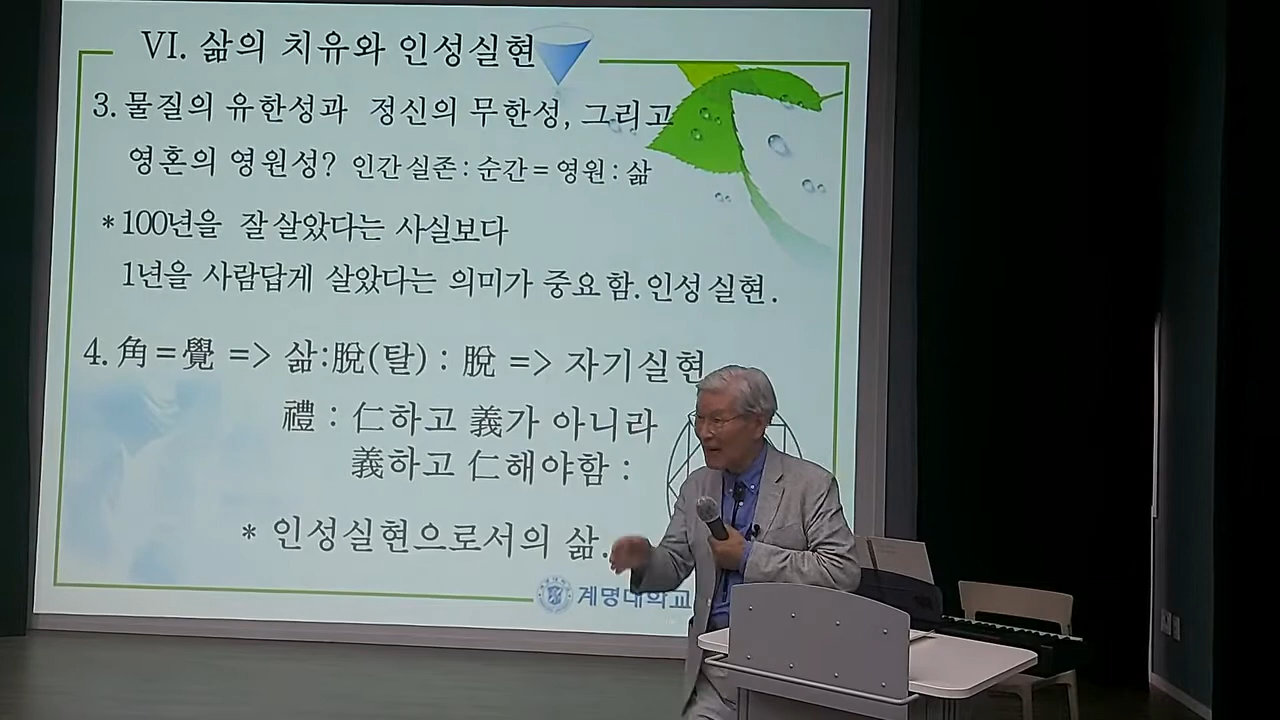 VI. 삶의 치유와 인성실현
3. 물질의 유한성과 정신의 무한성, 그리고
영혼의 영원성? 인간실존: 순간= 영원: 삶
* 100년을 잘 살았다는 사실보다
1년을 사람답게 살았다는 의미가 중요함. 인성실현.
4. 角=覺 => 삶:脫(탈) : 脫 => 자기실현
禮 : 仁하고 義가 아니라
義하고 仁해야함 :
* 인성실현으로서의 삶.
계명대학교